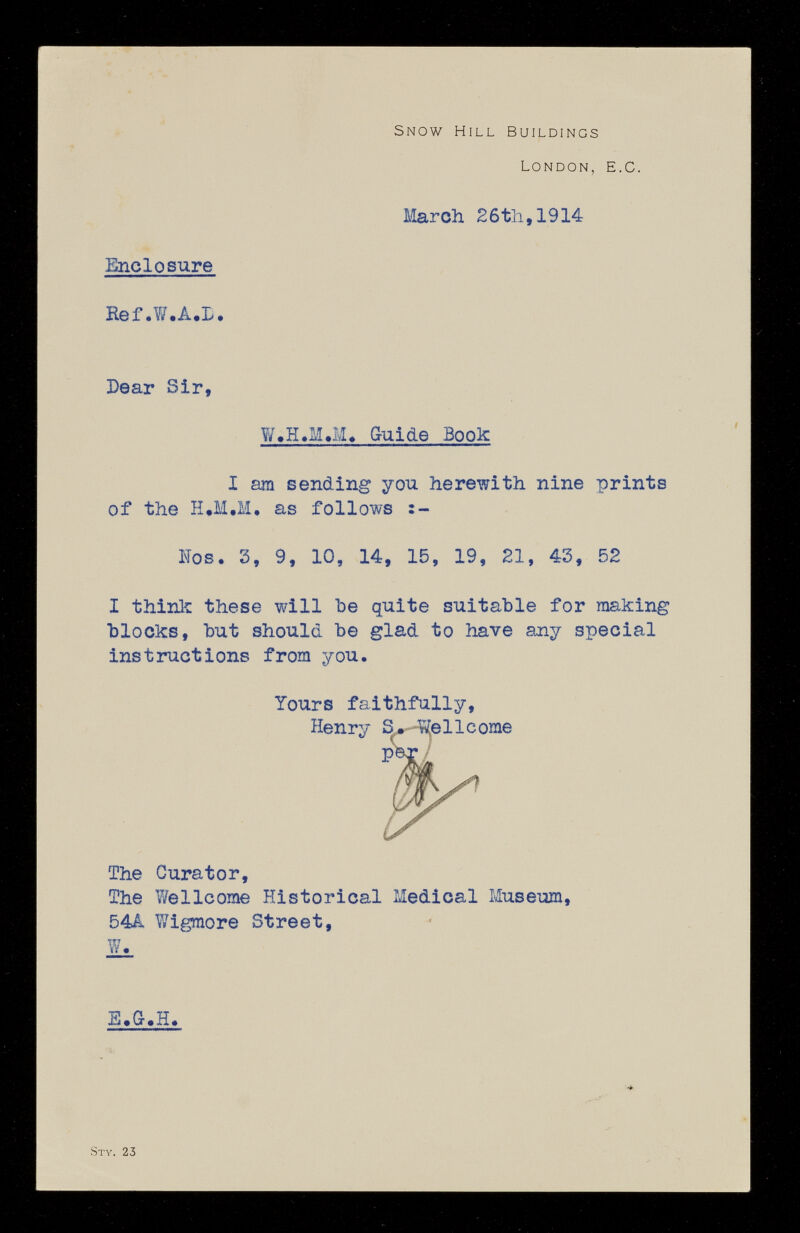 SNOW HILL BUILDINGS
LONDON, E.C.
March 26th,1914
Enclosure
Ref.W.A.L.
Dear Sir,
W.H.M.M. Guide Book
I am sending you herewith nine prints
of the H.M.M. as follows :-
Nos. 3, 9, 10, 14, 15, 19, 21, 43, 52
I think these will be quite suitable for making
blocks, but should be glad to have any special
instructions from you.
Yours faithfully,
Henry S. Wellcome
per
The Curator,
The Wellcome Historical Medical Museum,
54A Wigmore Street,
W.
E.G.H.
STY. 23